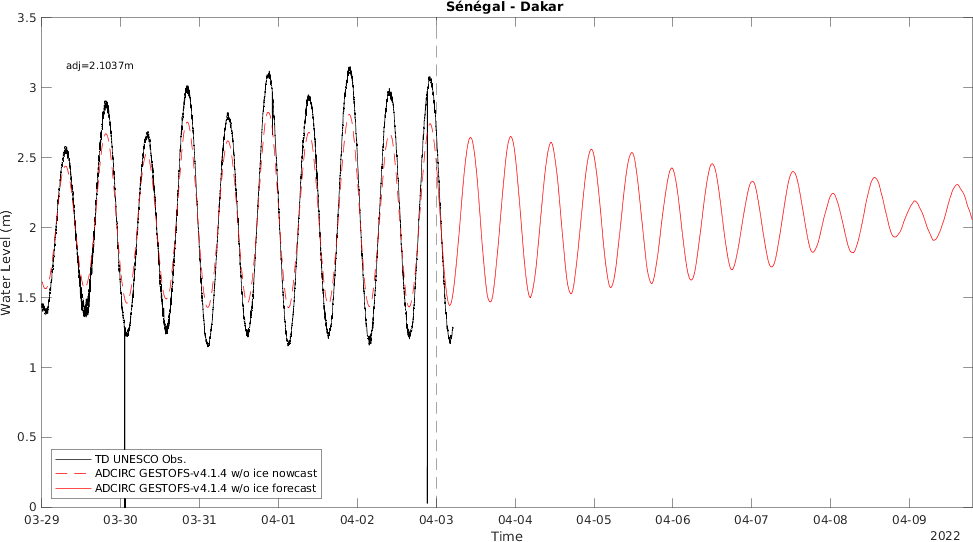 Sénégal - Dakar
adj=2.1037m
Water Level (m)
3.5
3
2.5
2
1.5
1
0.5
0
TD UNESCO Obs.
ADCIRC GESTOFS-v4.1.4 w/o ice nowcast
ADCIRC GESTOFS-v4.1.4 w/o ice forecast
03-29 03-30 03-31 04-01 04-02 04-03 04-04 04-05 04-06 04-07 04-08 04-09
Time
2022